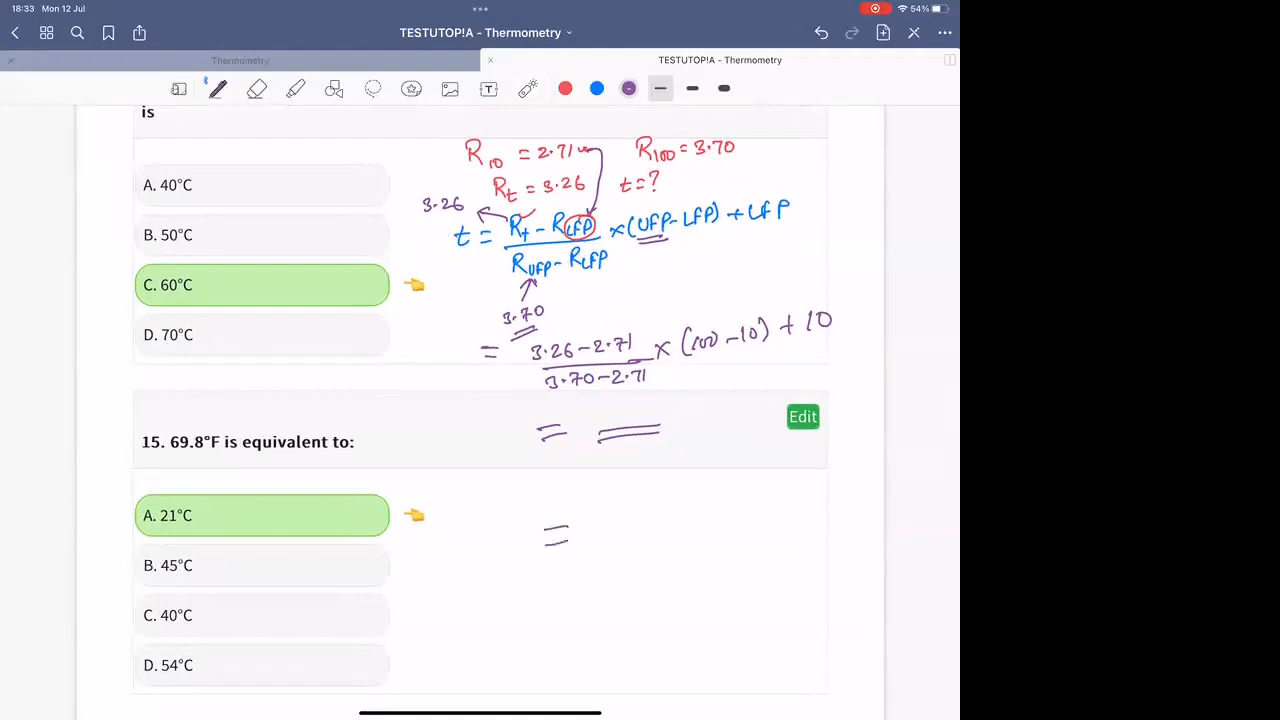 18:33 Mon 12 Jul
54%
TESTUTOP!A - Thermometry
Thermometry
TESTUTOP!A - Thermometry
is
R10 = 2.71 R100 = 3.70
Rt = 3.26 t = ?
3.26
t = Rt - RLFP / RUFP - RLFP × (UFP - LFP) + LFP
3.70
= 3.26 - 2.71 / 3.70 - 2.71 × (100 - 10) + 10
A. 40°C
B. 50°C
C. 60°C
D. 70°C
Edit
15. 69.8°F is equivalent to:
=
A. 21°C
B. 45°C
C. 40°C
D. 54°C
=